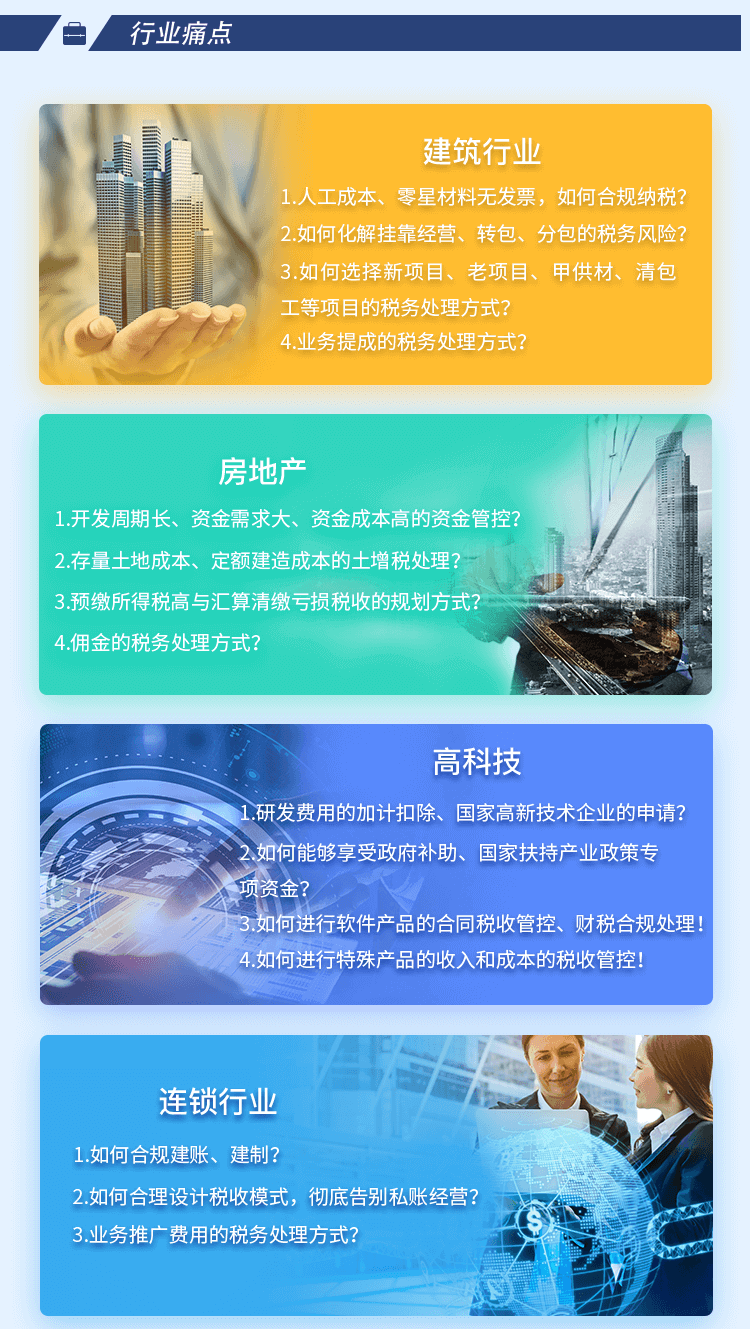 行业痛点
建筑行业
1.人工成本、零星材料无发票，如何合规纳税？
2.如何化解挂靠经营、转包、分包的税务风险？
3.如何选择新项目、老项目、甲供材、清包
工等项目的税务处理方式？
4.业务提成的税务处理方式？
房地产
1.开发周期长、资金需求大、资金成本高的资金管控？
2.存量土地成本、定额建造成本的土增税处理？
3.预缴所得税高与汇算清缴亏损税收的规划方式？
4.佣金的税务处理方式？
高科技
1.研发费用的加计扣除、国家高新技术企业的申请？
2.如何能够享受政府补助、国家扶持产业政策专
项资金？
3.如何进行软件产品的合同税收管控、财税合规处理！
4.如何进行特殊产品的收入和成本的税收管控！
连锁行业
1.如何合规建账、建制？
2.如何合理设计税收模式，彻底告别私账经营？
3.业务推广费用的税务处理方式？